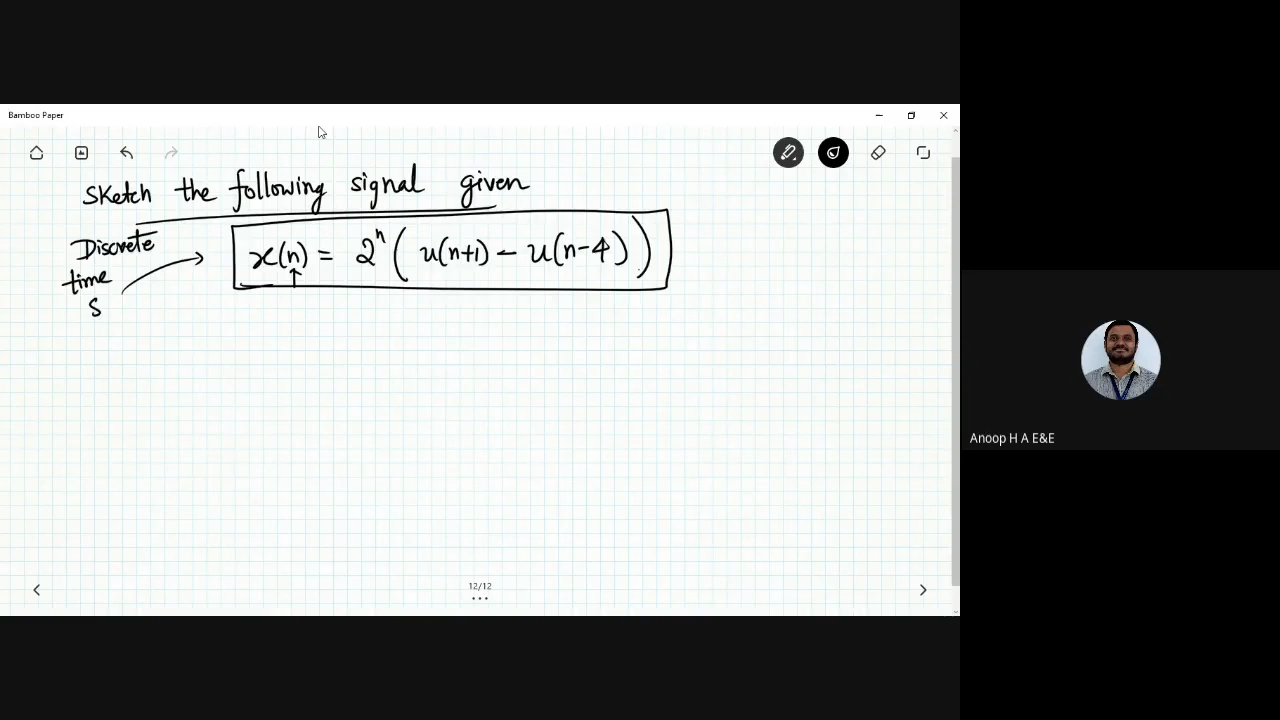 Bamboo Paper
Sketch the following signal given
Discrete
time
S
x(n) = 2ⁿ ( u(n+1) − u(n−4) )
Anoop H A E&E
12/12